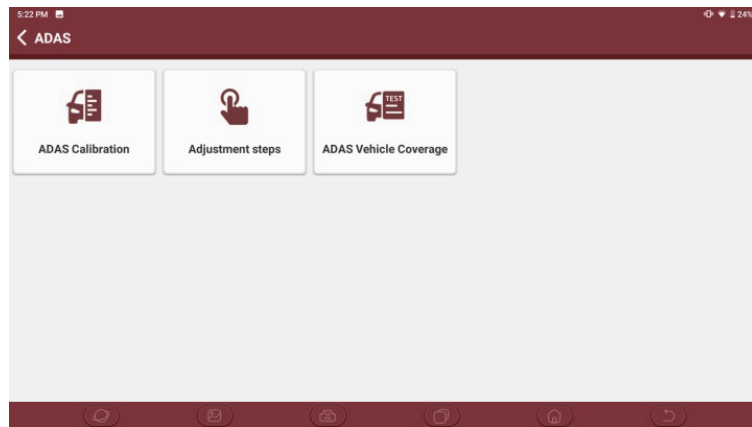 5:22 PM
24%
ADAS
TEST
ADAS Calibration
Adjustment steps
ADAS Vehicle Coverage